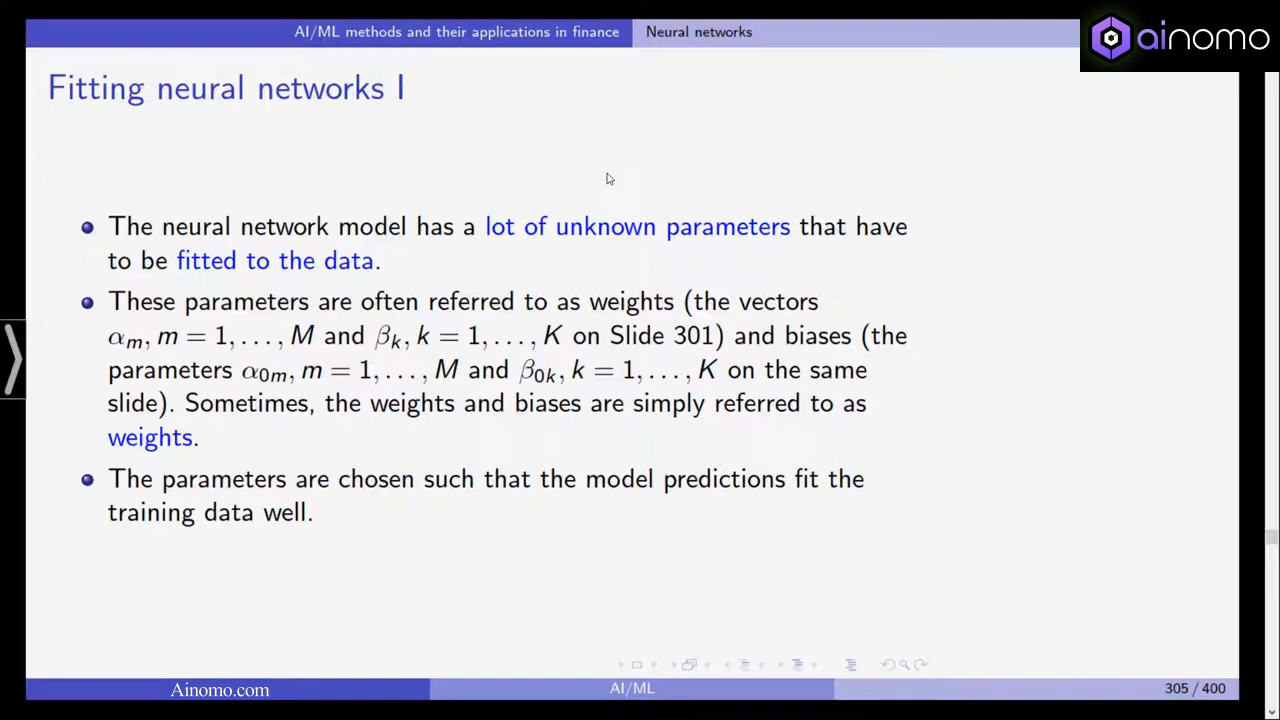 AI/ML methods and their applications in finance Neural networks
ainomo
Fitting neural networks I
The neural network model has a lot of unknown parameters that have
to be fitted to the data.
These parameters are often referred to as weights (the vectors
αₘ, m = 1, . . . , M and βₖ, k = 1, . . . , K on Slide 301) and biases (the
parameters α₀ₘ, m = 1, . . . , M and β₀ₖ, k = 1, . . . , K on the same
slide). Sometimes, the weights and biases are simply referred to as
weights.
The parameters are chosen such that the model predictions fit the
training data well.
Ainomo.com AI/ML 305 / 400